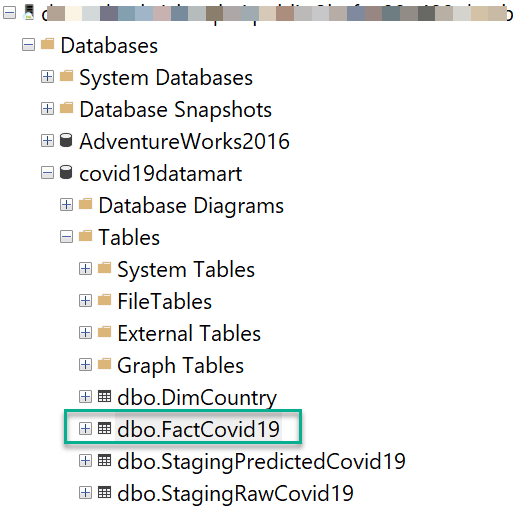 Databases
System Databases
Database Snapshots
AdventureWorks2016
covid19datamart
Database Diagrams
Tables
System Tables
FileTables
External Tables
Graph Tables
dbo.DimCountry
dbo.FactCovid19
dbo.StagingPredictedCovid19
dbo.StagingRawCovid19